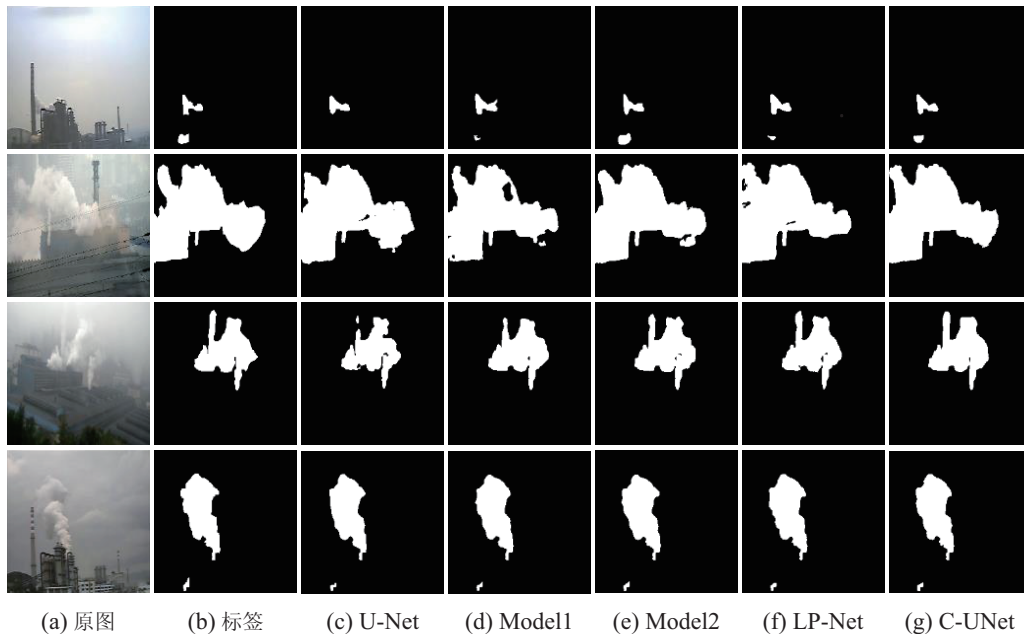 (a) 原图 (b) 标签 (c) U-Net (d) Model1 (e) Model2 (f) LP-Net (g) C-UNet